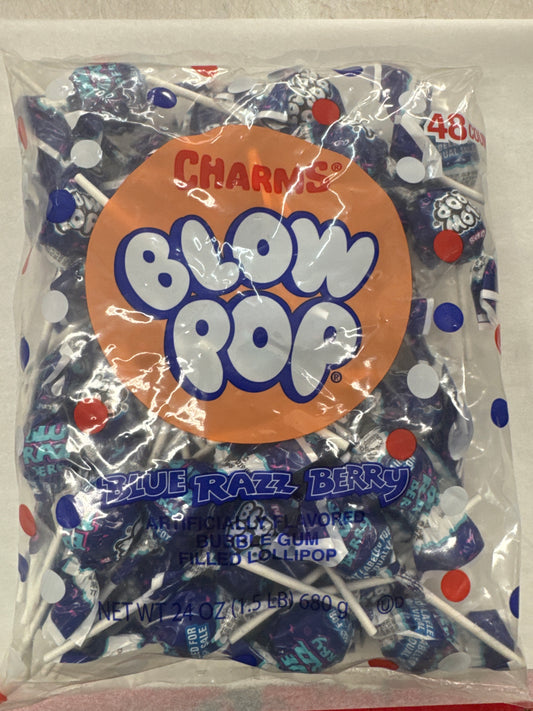 48 COU
CHARMS®
BLOW
POP®
BLUE RAZZ BERRY
ARTIFICIALLY FLAVORED
BUBBLE GUM
FILLED LOLLIPOP
NET WT 24 OZ (1.5 LB) 680 g Ⓤ D